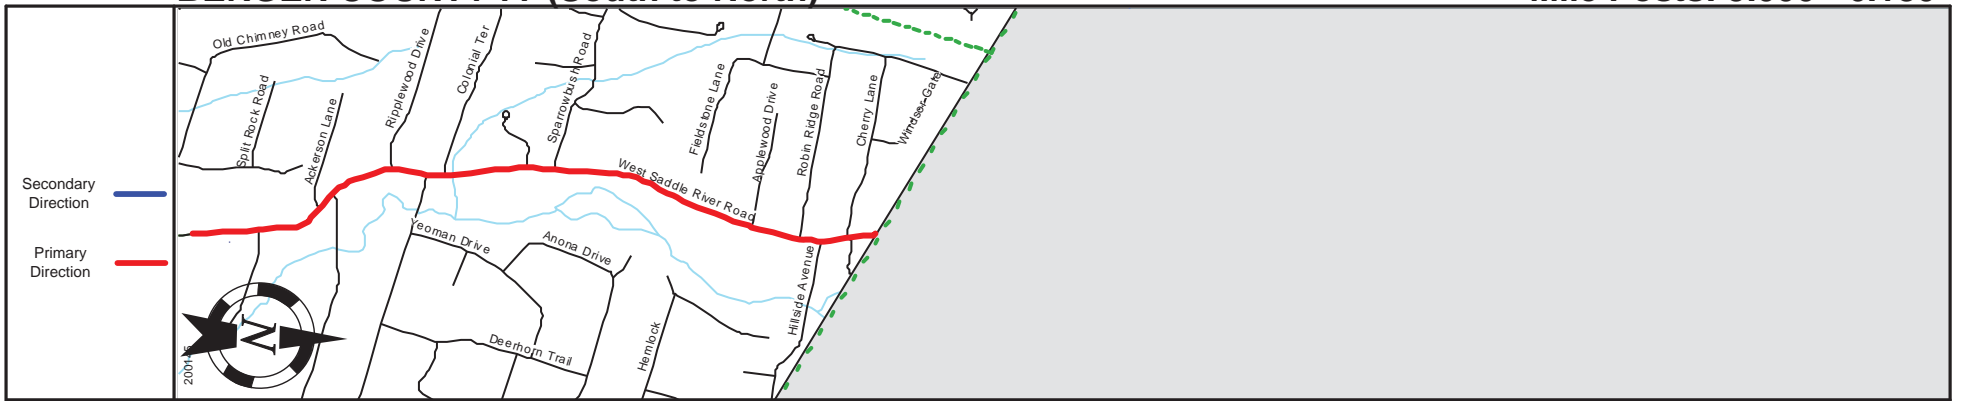 Old Chimney Road
Split Rock Road
Ackerson Lane
Ripplewood Drive
Colonial Ter
Sparrowbush Road
Fieldstone Lane
Applewood Drive
Robin Ridge Road
Cherry Lane
Windsor Gate
West Saddle River Road
Secondary
Direction
Primary
Direction
Yeoman Drive
Anona Drive
Hillside Avenue
Deerhorn Trail
Hemlock
N